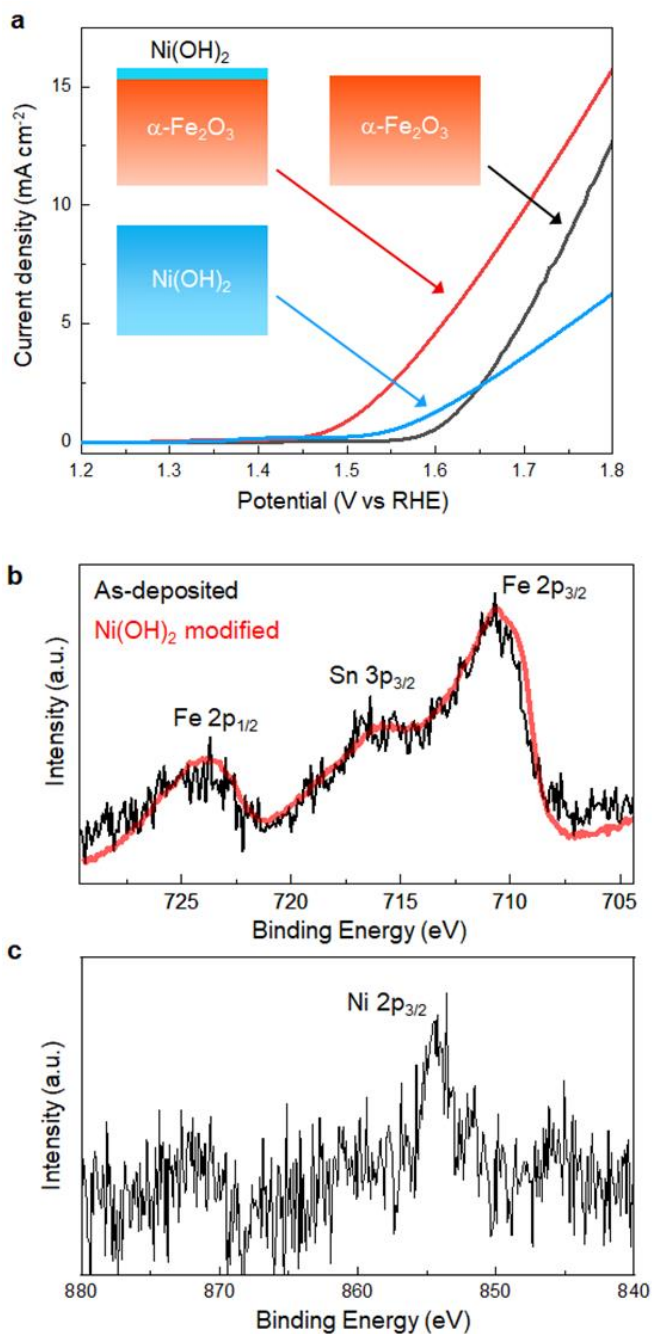 a
Ni(OH)₂
α-Fe₂O₃
α-Fe₂O₃
Ni(OH)₂
Current density (mA cm⁻²)
15
10
5
0
1.2 1.3 1.4 1.5 1.6 1.7 1.8
Potential (V vs RHE)
b
As-deposited
Ni(OH)₂ modified
Fe 2p₃/₂
Sn 3p₃/₂
Fe 2p₁/₂
Intensity (a.u.)
725 720 715 710 705
Binding Energy (eV)
c
Ni 2p₃/₂
Intensity (a.u.)
880 870 860 850 840
Binding Energy (eV)